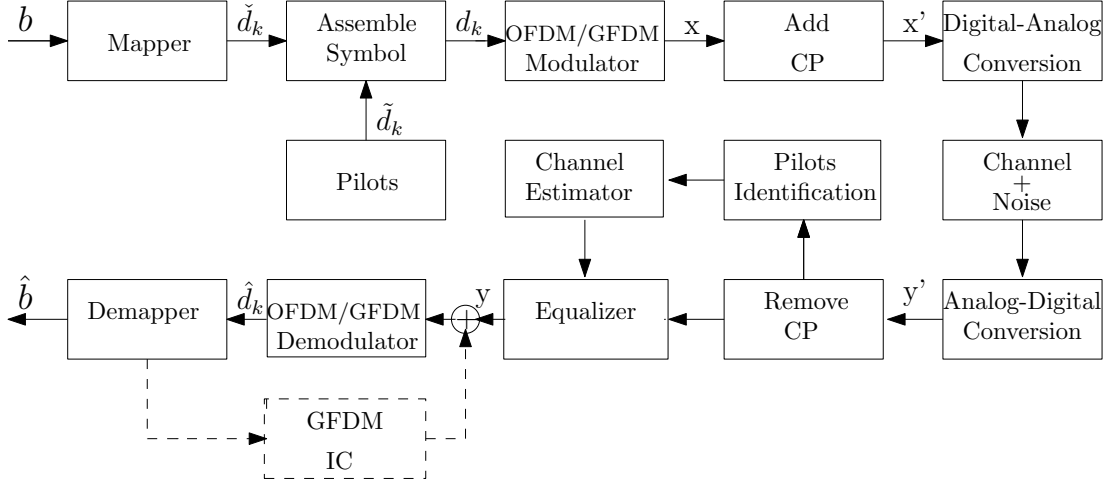 b
ď_k
d_k
x
x'
Mapper
Assemble
Symbol
OFDM/GFDM
Modulator
Add
CP
Digital-Analog
Conversion
d̃_k
Pilots
Channel
Estimator
Pilots
Identification
Channel
+
Noise
b̂
d̂_k
y
y'
Demapper
OFDM/GFDM
Demodulator
Equalizer
Remove
CP
Analog-Digital
Conversion
GFDM
IC